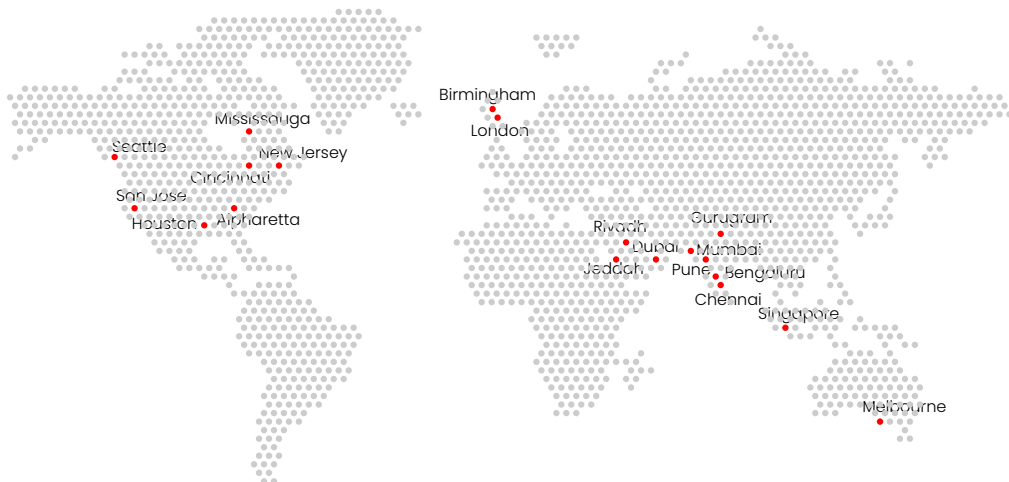 Birmingham
Mississauga
London
Seattle
New Jersey
Cincinnati
San Jose
Houston
Alpharetta
Gurugram
Riyadh
Dubai
Mumbai
Jeddah
Pune
Bengaluru
Chennai
Singapore
Melbourne